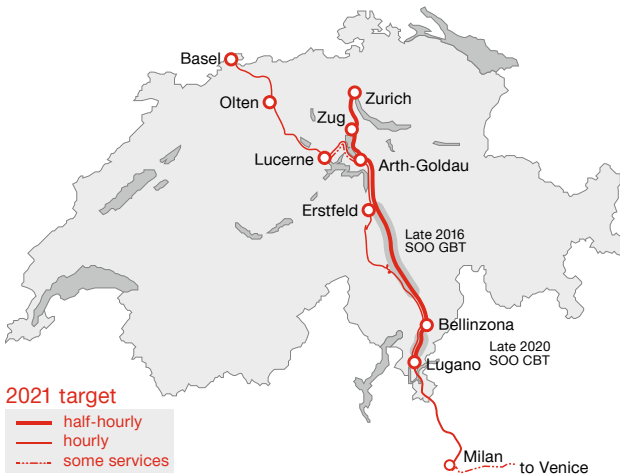 Basel
Olten
Zurich
Zug
Lucerne
Arth-Goldau
Erstfeld
Late 2016
SOO GBT
Bellinzona
Late 2020
SOO CBT
Lugano
2021 target
half-hourly
hourly
some services
Milan
to Venice